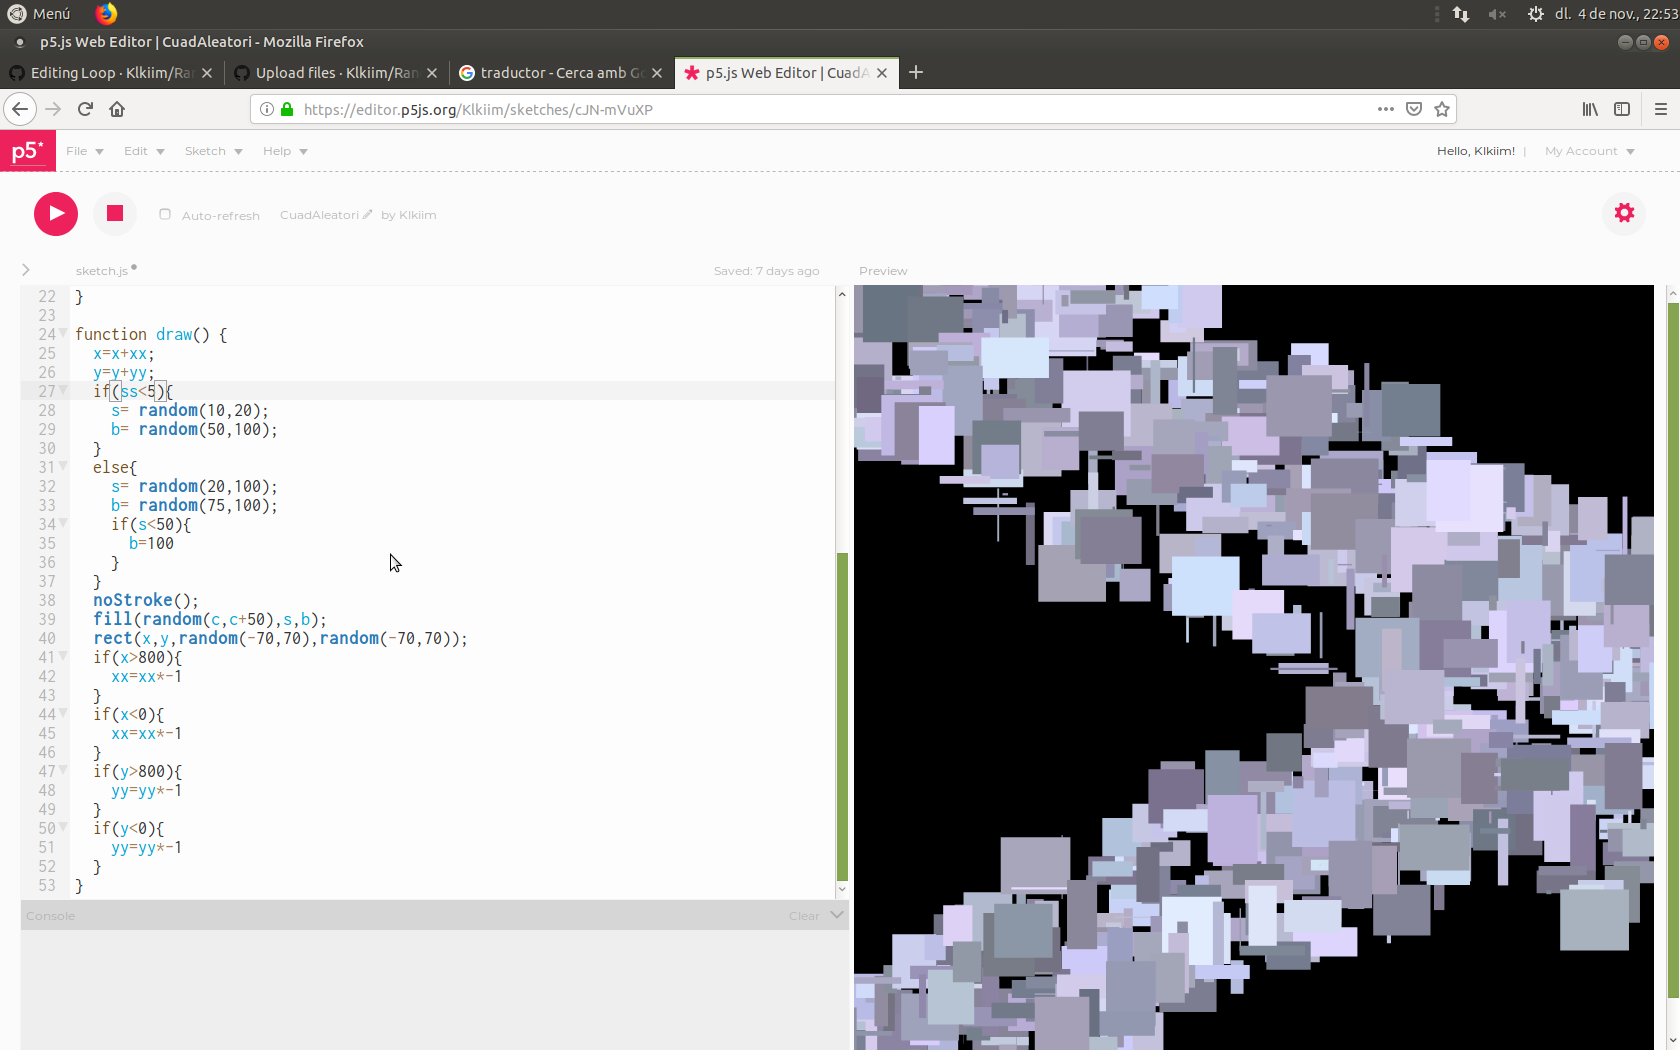 Menú
dl. 4 de nov., 22:53
p5.js Web Editor | CuadAleatori - Mozilla Firefox
Editing Loop · Klkiim/Ra
Upload files · Klkiim/Ran
traductor - Cerca amb Go
p5.js Web Editor | CuadA
https://editor.p5js.org/Klkiim/sketches/cJN-mVuXP
p5*
File
Edit
Sketch
Help
Hello, Klkiim! |
My Account
Auto-refresh
CuadAleatori
by Klkiim
sketch.js
Saved: 7 days ago
Preview
22 }
23
24 function draw() {
25 x=x+xx;
26 y=y+yy;
27 if(ss<5){
28 s= random(10,20);
29 b= random(50,100);
30 }
31 else{
32 s= random(20,100);
33 b= random(75,100);
34 if(s<50){
35 b=100
36 }
37 }
38 noStroke();
39 fill(random(c,c+50),s,b);
40 rect(x,y,random(-70,70),random(-70,70));
41 if(x>800){
42 xx=xx*-1
43 }
44 if(x<0){
45 xx=xx*-1
46 }
47 if(y>800){
48 yy=yy*-1
49 }
50 if(y<0){
51 yy=yy*-1
52 }
53 }
Console
Clear